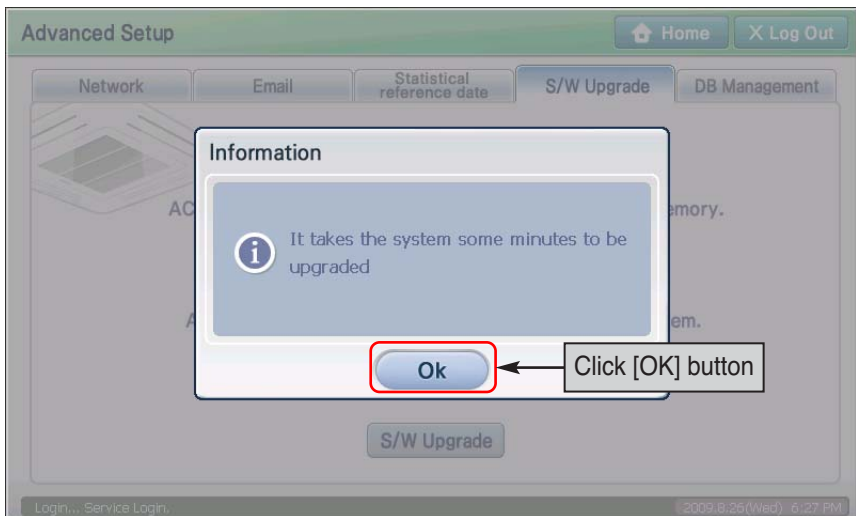 Advanced Setup
Home
X Log Out
Network
Email
Statistical
reference date
S/W Upgrade
DB Management
Information
AC
emory.
It takes the system some minutes to be
upgraded
A
em.
Ok
Click [OK] button
S/W Upgrade
Login... Service Login.
2009.8.26(Wed) 6:27 PM